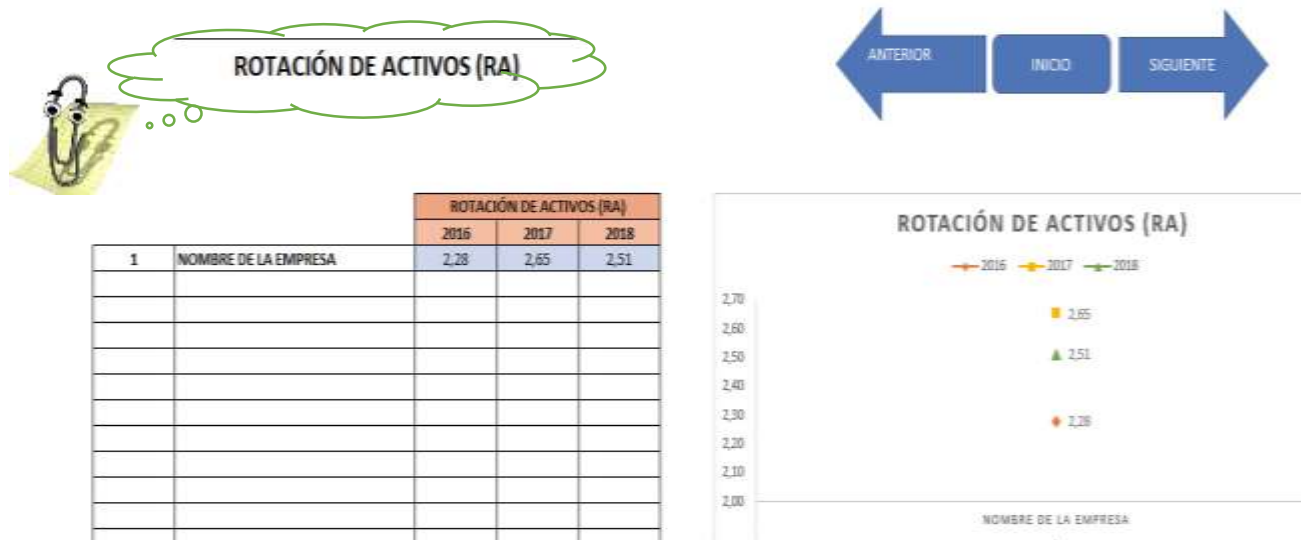 ROTACIÓN DE ACTIVOS (RA)
ANTERIOR
INICIO
SIGUIENTE
ROTACIÓN DE ACTIVOS (RA)
2016 2017 2018
1 NOMBRE DE LA EMPRESA 2,28 2,65 2,51
ROTACIÓN DE ACTIVOS (RA)
2016 2017 2018
2,70
2,65
2,60
2,51
2,50
2,40
2,30
2,28
2,20
2,10
2,00
NOMBRE DE LA EMPRESA